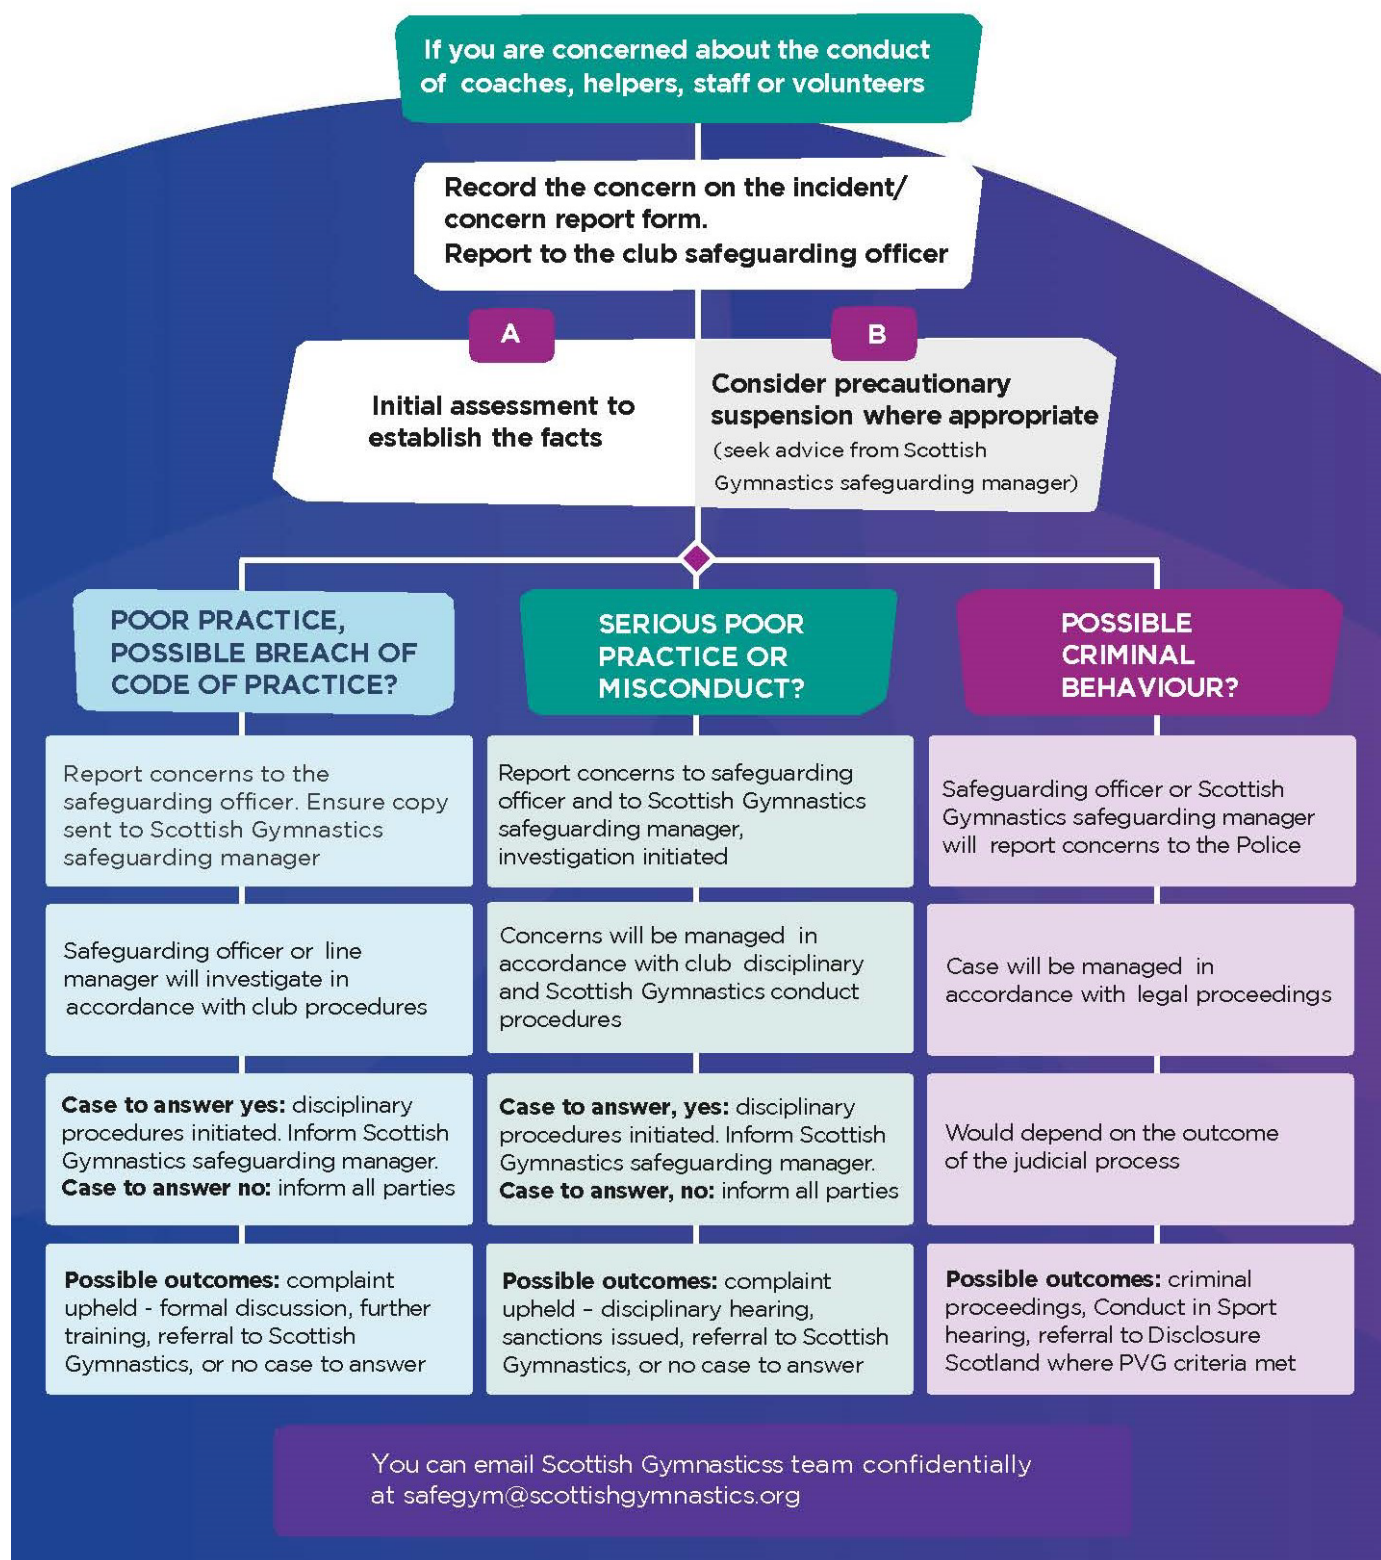 If you are concerned about the conduct
of coaches, helpers, staff or volunteers
Record the concern on the incident/
concern report form.
Report to the club safeguarding officer
A
Initial assessment to
establish the facts
B
Consider precautionary
suspension where appropriate
(seek advice from Scottish
Gymnastics safeguarding manager)
POOR PRACTICE,
POSSIBLE BREACH OF
CODE OF PRACTICE?
Report concerns to the
safeguarding officer. Ensure copy
sent to Scottish Gymnastics
safeguarding manager
Safeguarding officer or line
manager will investigate in
accordance with club procedures
Case to answer yes: disciplinary
procedures initiated. Inform Scottish
Gymnastics safeguarding manager.
Case to answer no: inform all parties
Possible outcomes: complaint
upheld - formal discussion, further
training, referral to Scottish
Gymnastics, or no case to answer
SERIOUS POOR
PRACTICE OR
MISCONDUCT?
Report concerns to safeguarding
officer and to Scottish Gymnastics
safeguarding manager,
investigation initiated
Concerns will be managed in
accordance with club disciplinary
and Scottish Gymnastics conduct
procedures
Case to answer, yes: disciplinary
procedures initiated. Inform Scottish
Gymnastics safeguarding manager.
Case to answer, no: inform all parties
Possible outcomes: complaint
upheld – disciplinary hearing,
sanctions issued, referral to Scottish
Gymnastics, or no case to answer
POSSIBLE
CRIMINAL
BEHAVIOUR?
Safeguarding officer or Scottish
Gymnastics safeguarding manager
will report concerns to the Police
Case will be managed in
accordance with legal proceedings
Would depend on the outcome
of the judicial process
Possible outcomes: criminal
proceedings, Conduct in Sport
hearing, referral to Disclosure
Scotland where PVG criteria met
You can email Scottish Gymnasticss team confidentially
at safegym@scottishgymnastics.org